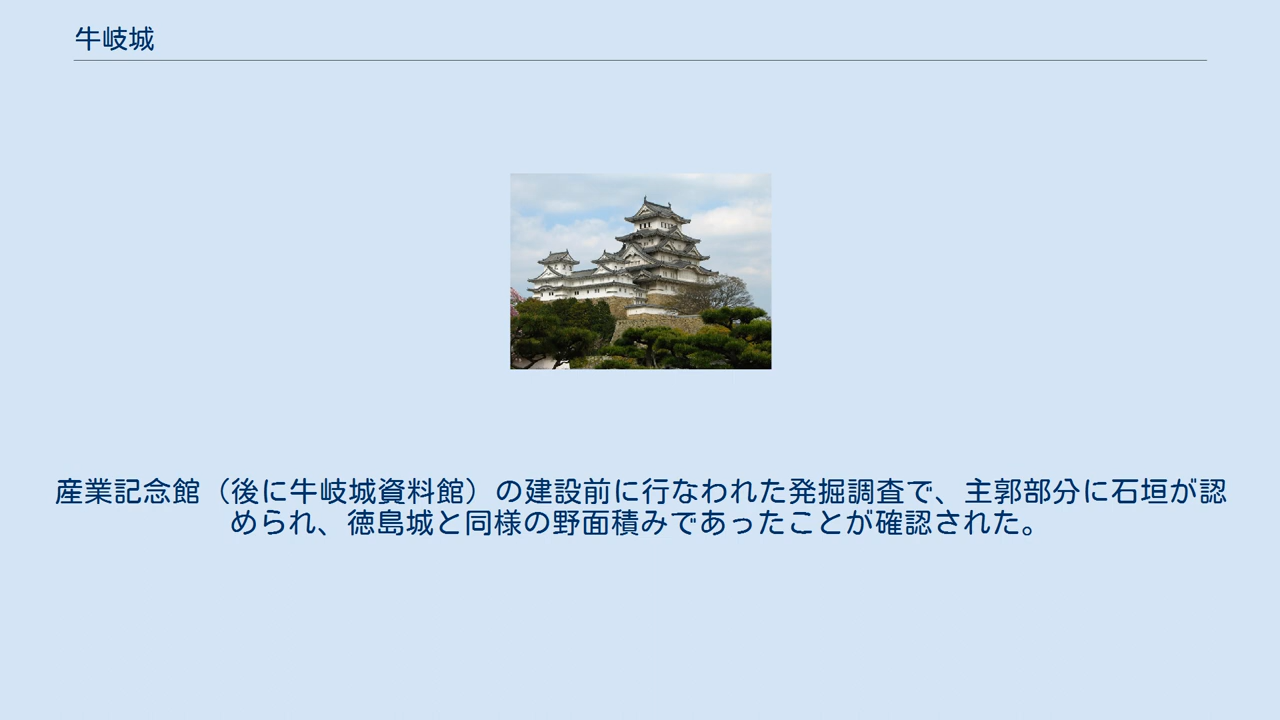 牛岐城
産業記念館（後に牛岐城資料館）の建設前に行なわれた発掘調査で、主郭部分に石垣が認
められ、徳島城と同様の野面積みであったことが確認された。